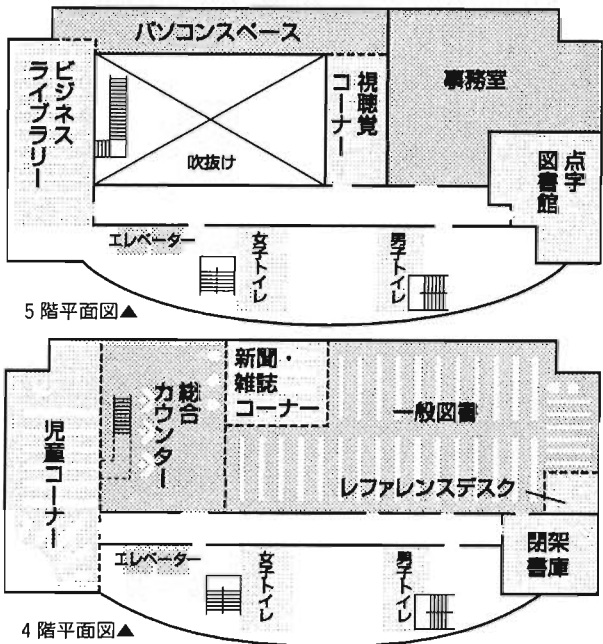 パソコンスペース
ビジネス
ライブラリー
視聴覚
コーナー
事務室
吹抜け
点字
図書館
エレベーター
女子トイレ
男子トイレ
5階平面図▲
新聞・
雑誌
コーナー
総合
カウンター
一般図書
児童コーナー
レファレンスデスク
閉架
書庫
エレベーター
女子トイレ
男子トイレ
4階平面図▲